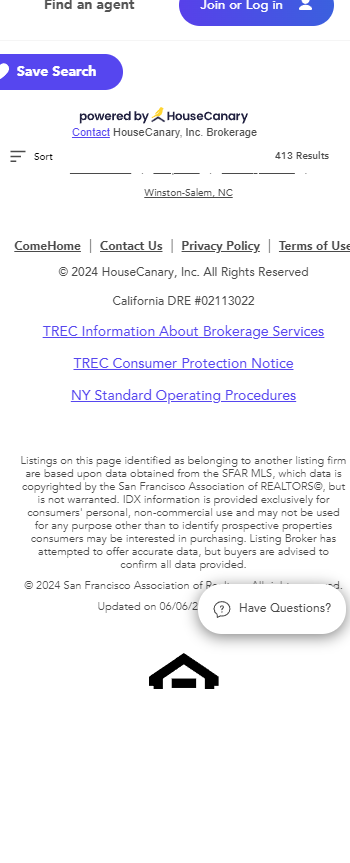 Find an agent
Join or Log in
Save Search
powered by HouseCanary
Contact HouseCanary, Inc. Brokerage
Sort
413 Results
Winston-Salem, NC
ComeHome | Contact Us | Privacy Policy | Terms of Use
© 2024 HouseCanary, Inc. All Rights Reserved
California DRE #02113022
TREC Information About Brokerage Services
TREC Consumer Protection Notice
NY Standard Operating Procedures
Listings on this page identified as belonging to another listing firm
are based upon data obtained from the SFAR MLS, which data is
copyrighted by the San Francisco Association of REALTORS©, but
is not warranted. IDX information is provided exclusively for
consumers' personal, non-commercial use and may not be used
for any purpose other than to identify prospective properties
consumers may be interested in purchasing. Listing Broker has
attempted to offer accurate data, but buyers are advised to
confirm all data provided.
© 2024 San Francisco Association of
Updated on 06/06/2
Have Questions?